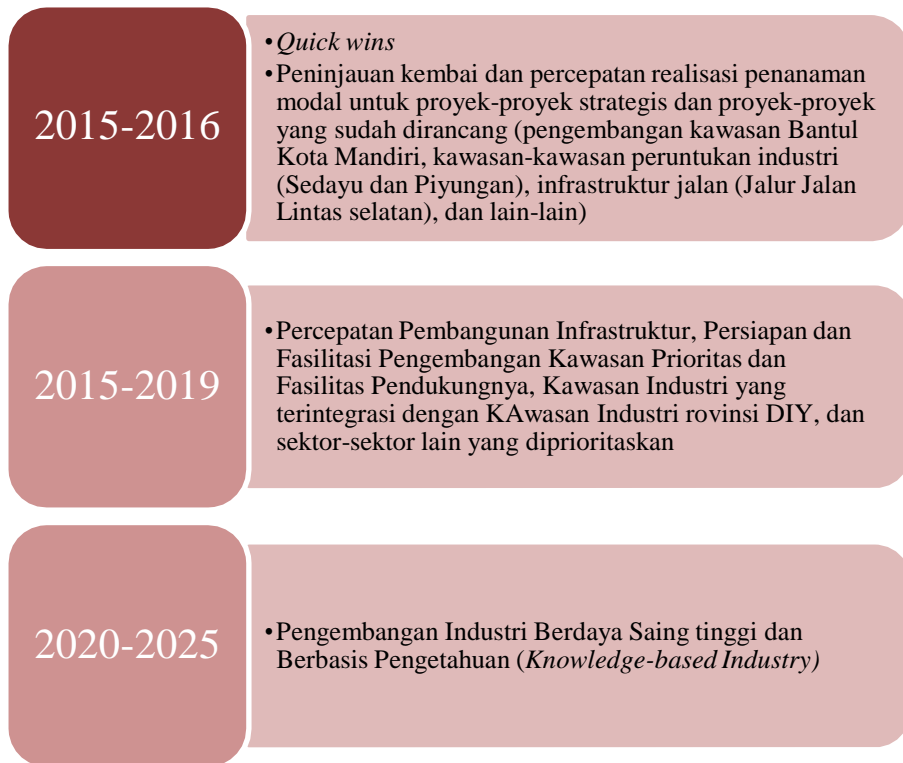 2015-2016
•Quick wins
•Peninjauan kembai dan percepatan realisasi penanaman
modal untuk proyek-proyek strategis dan proyek-proyek
yang sudah dirancang (pengembangan kawasan Bantul
Kota Mandiri, kawasan-kawasan peruntukan industri
(Sedayu dan Piyungan), infrastruktur jalan (Jalur Jalan
Lintas selatan), dan lain-lain)
2015-2019
•Percepatan Pembangunan Infrastruktur, Persiapan dan
Fasilitasi Pengembangan Kawasan Prioritas dan
Fasilitas Pendukungnya, Kawasan Industri yang
terintegrasi dengan KAwasan Industri rovinsi DIY, dan
sektor-sektor lain yang diprioritaskan
2020-2025
•Pengembangan Industri Berdaya Saing tinggi dan
Berbasis Pengetahuan (Knowledge-based Industry)